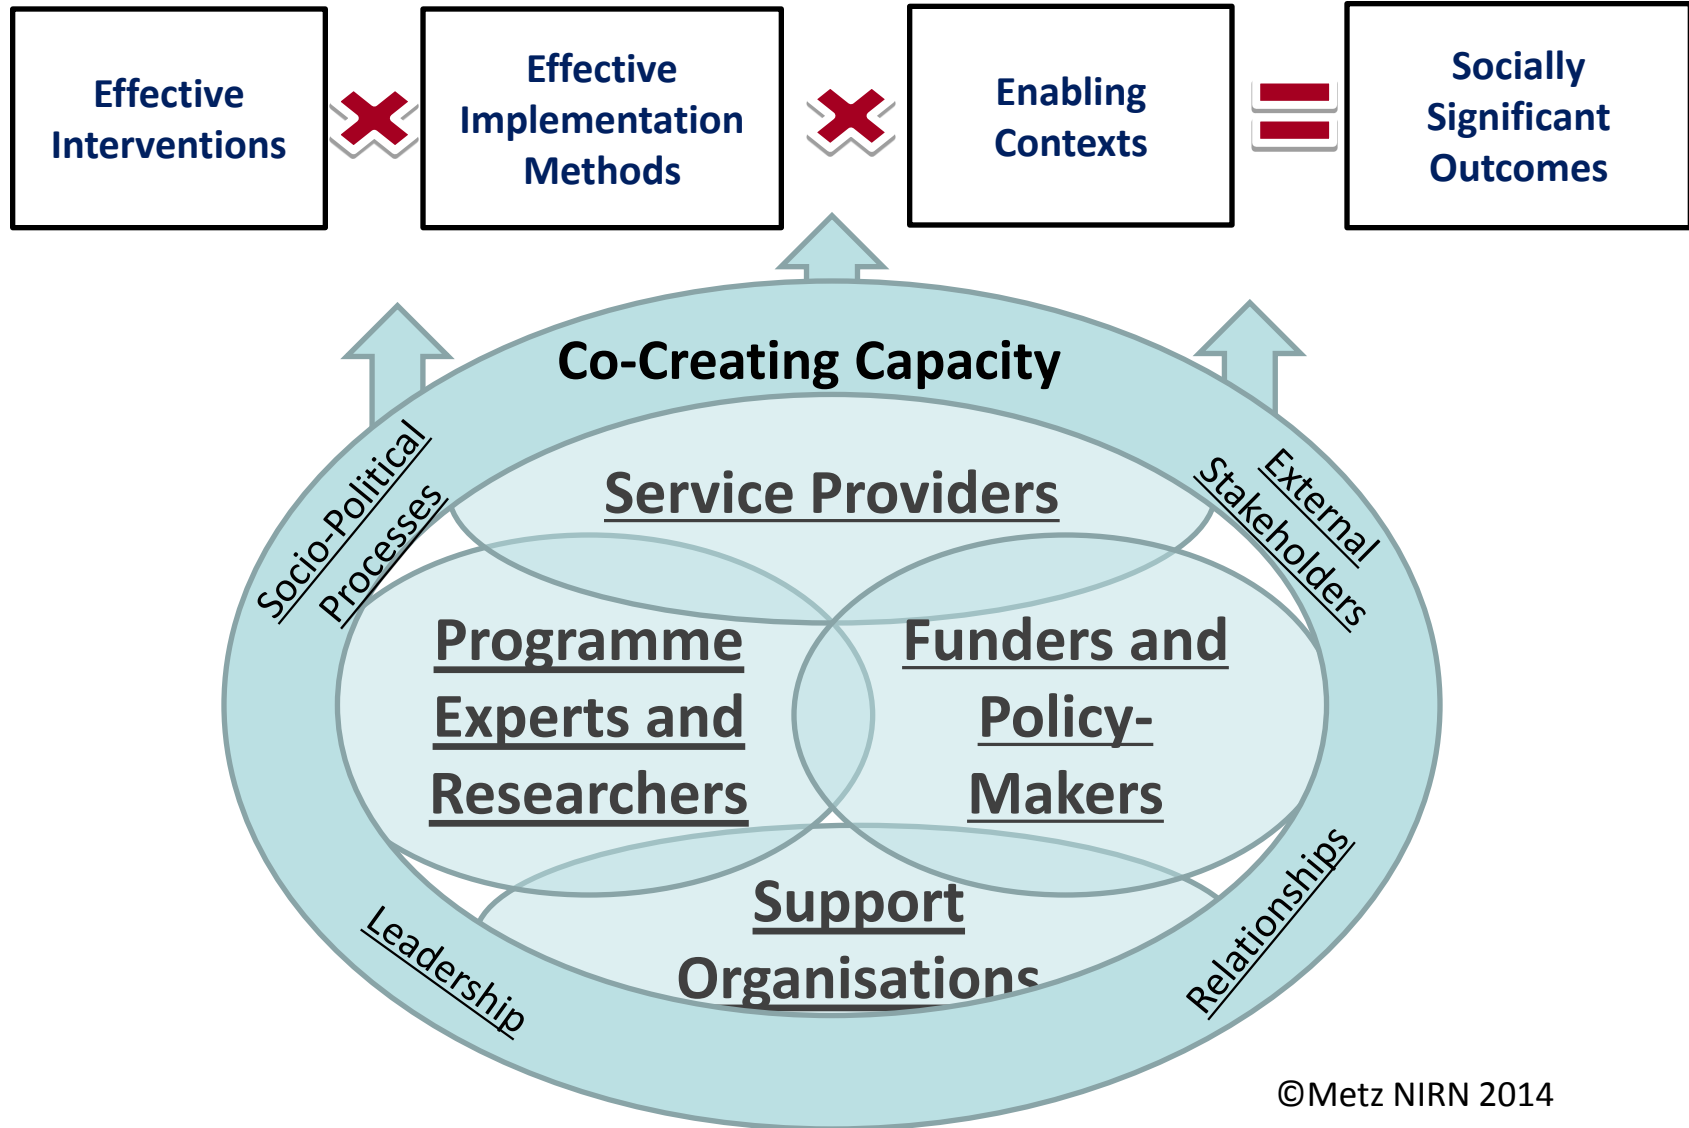 Effective
Interventions
Effective
Implementation
Methods
Enabling
Contexts
Socially
Significant
Outcomes
Co-Creating Capacity
Socio-Political
Processes
External
Stakeholders
Service Providers
Programme
Experts and
Researchers
Funders and
Policy-
Makers
Support
Organisations
Leadership
Relationships
©Metz NIRN 2014